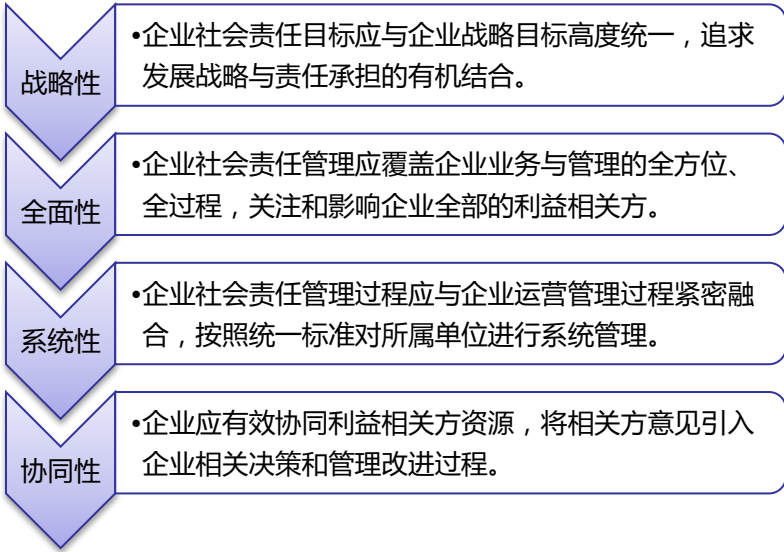 战略性
•企业社会责任目标应与企业战略目标高度统一，追求
发展战略与责任承担的有机结合。
全面性
•企业社会责任管理应覆盖企业业务与管理的全方位、
全过程，关注和影响企业全部的利益相关方。
系统性
•企业社会责任管理过程应与企业运营管理过程紧密融
合，按照统一标准对所属单位进行系统管理。
协同性
•企业应有效协同利益相关方资源，将相关方意见引入
企业相关决策和管理改进过程。